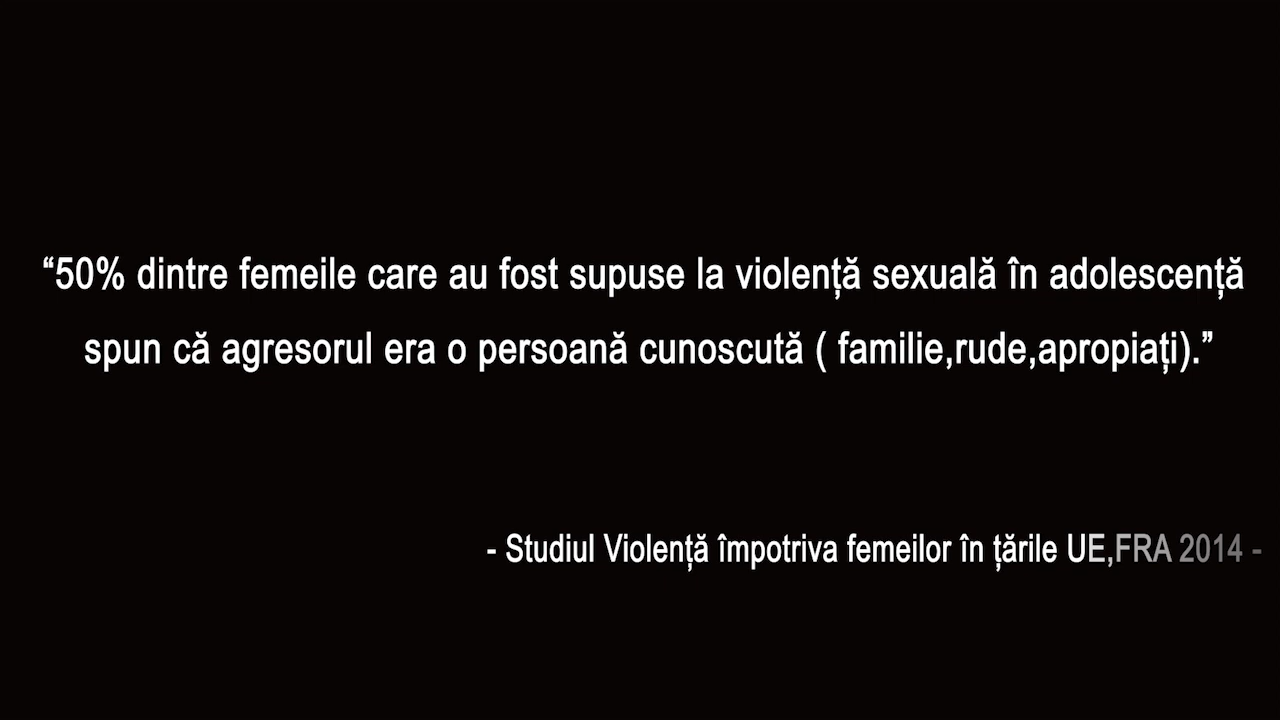 “50% dintre femeile care au fost supuse la violență sexuală în adolescență
spun că agresorul era o persoană cunoscută ( familie,rude,apropiați).”
- Studiul Violență împotriva femeilor în țările UE,FRA 2014 -